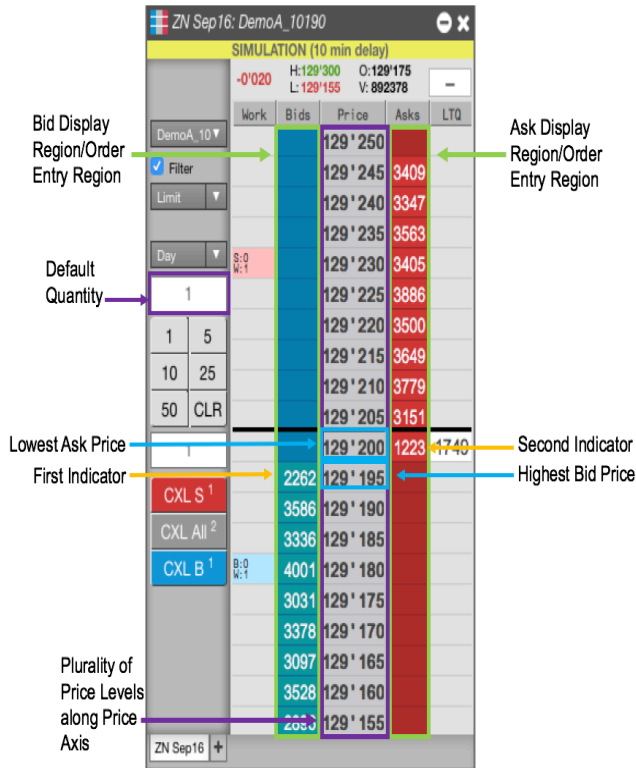 ZN Sep16: DemoA_10190
SIMULATION (10 min delay)
-0'020 H:129'300 O:129'175
L:129'155 V: 892378 –
Work Bids Price Asks LTQ
Bid Display
Region/Order
Entry Region
Ask Display
Region/Order
Entry Region
DemoA_10
Filter
Limit
Day
Default
Quantity
1
1 5
10 25
50 CLR
1
CXL S 1
CXL All 2
CXL B 1
129'250
129'245 3409
129'240 3347
129'235 3563
S:0
W:1
129'230 3405
129'225 3886
129'220 3500
129'215 3649
129'210 3779
129'205 3151
Lowest Ask Price
129'200 1223 1749
Second Indicator
First Indicator
2262 129'195
Highest Bid Price
3586 129'190
3336 129'185
B:0
W:1
4001 129'180
3031 129'175
3378 129'170
3097 129'165
3528 129'160
129'155
Plurality of
Price Levels
along Price
Axis
ZN Sep16 +